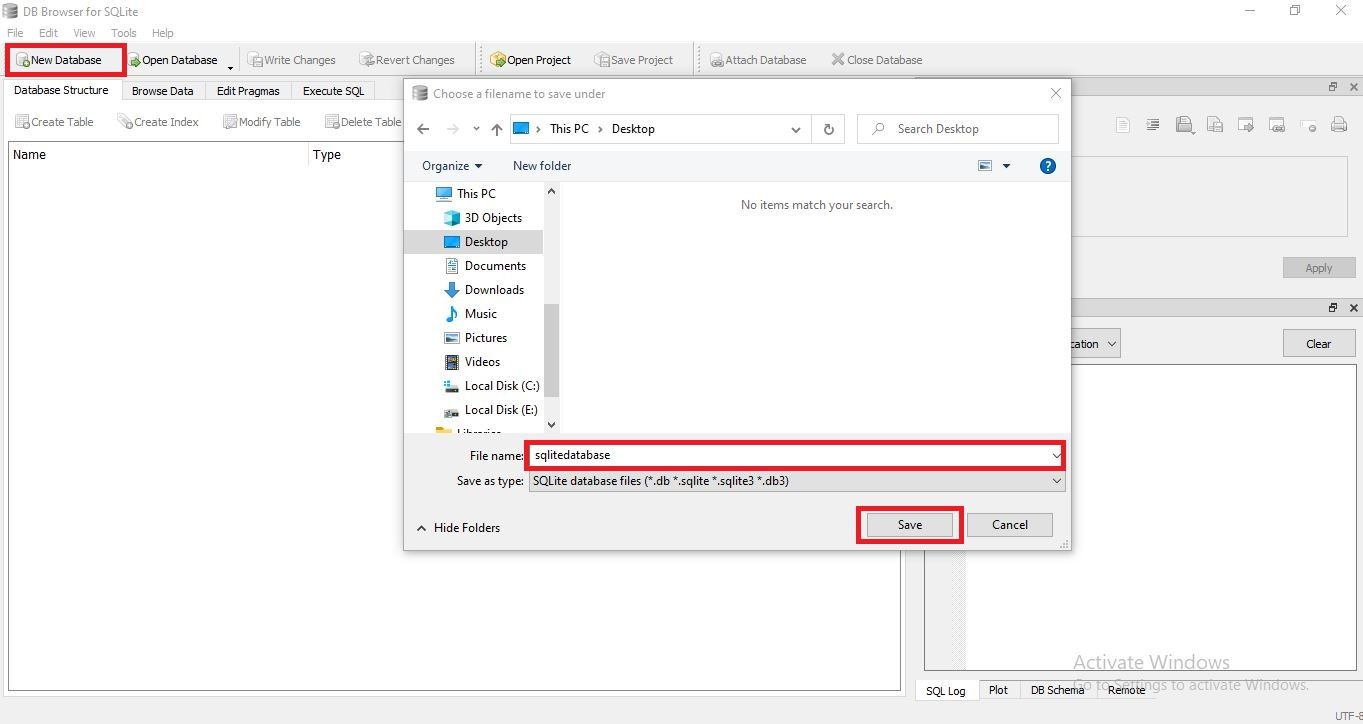 DB Browser for SQLite
File Edit View Tools Help
New Database Open Database Write Changes Revert Changes Open Project Save Project Attach Database Close Database
Database Structure Browse Data Edit Pragmas Execute SQL
Create Table Create Index Modify Table Delete Table
Name Type
Choose a filename to save under
This PC Desktop
Search Desktop
Organize New folder
This PC
3D Objects
Desktop
Documents
Downloads
Music
Pictures
Videos
Local Disk (C:)
Local Disk (E:)
Libraries
No items match your search.
File name: sqlitedatabase
Save as type: SQLite database files (*.db *.sqlite *.sqlite3 *.db3)
Hide Folders
Save Cancel
Apply
cation Clear
Activate Windows
Go to Settings to activate Windows.
SQL Log Plot DB Schema Remote
UTF-8